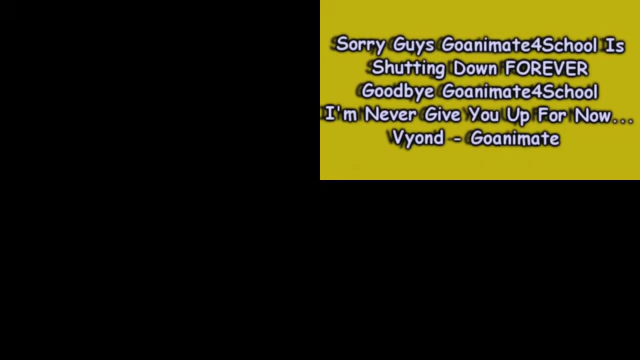 Sorry Guys Goanimate4School Is
Shutting Down FOREVER
Goodbye Goanimate4School
I'm Never Give You Up For Now...
Vyond - Goanimate